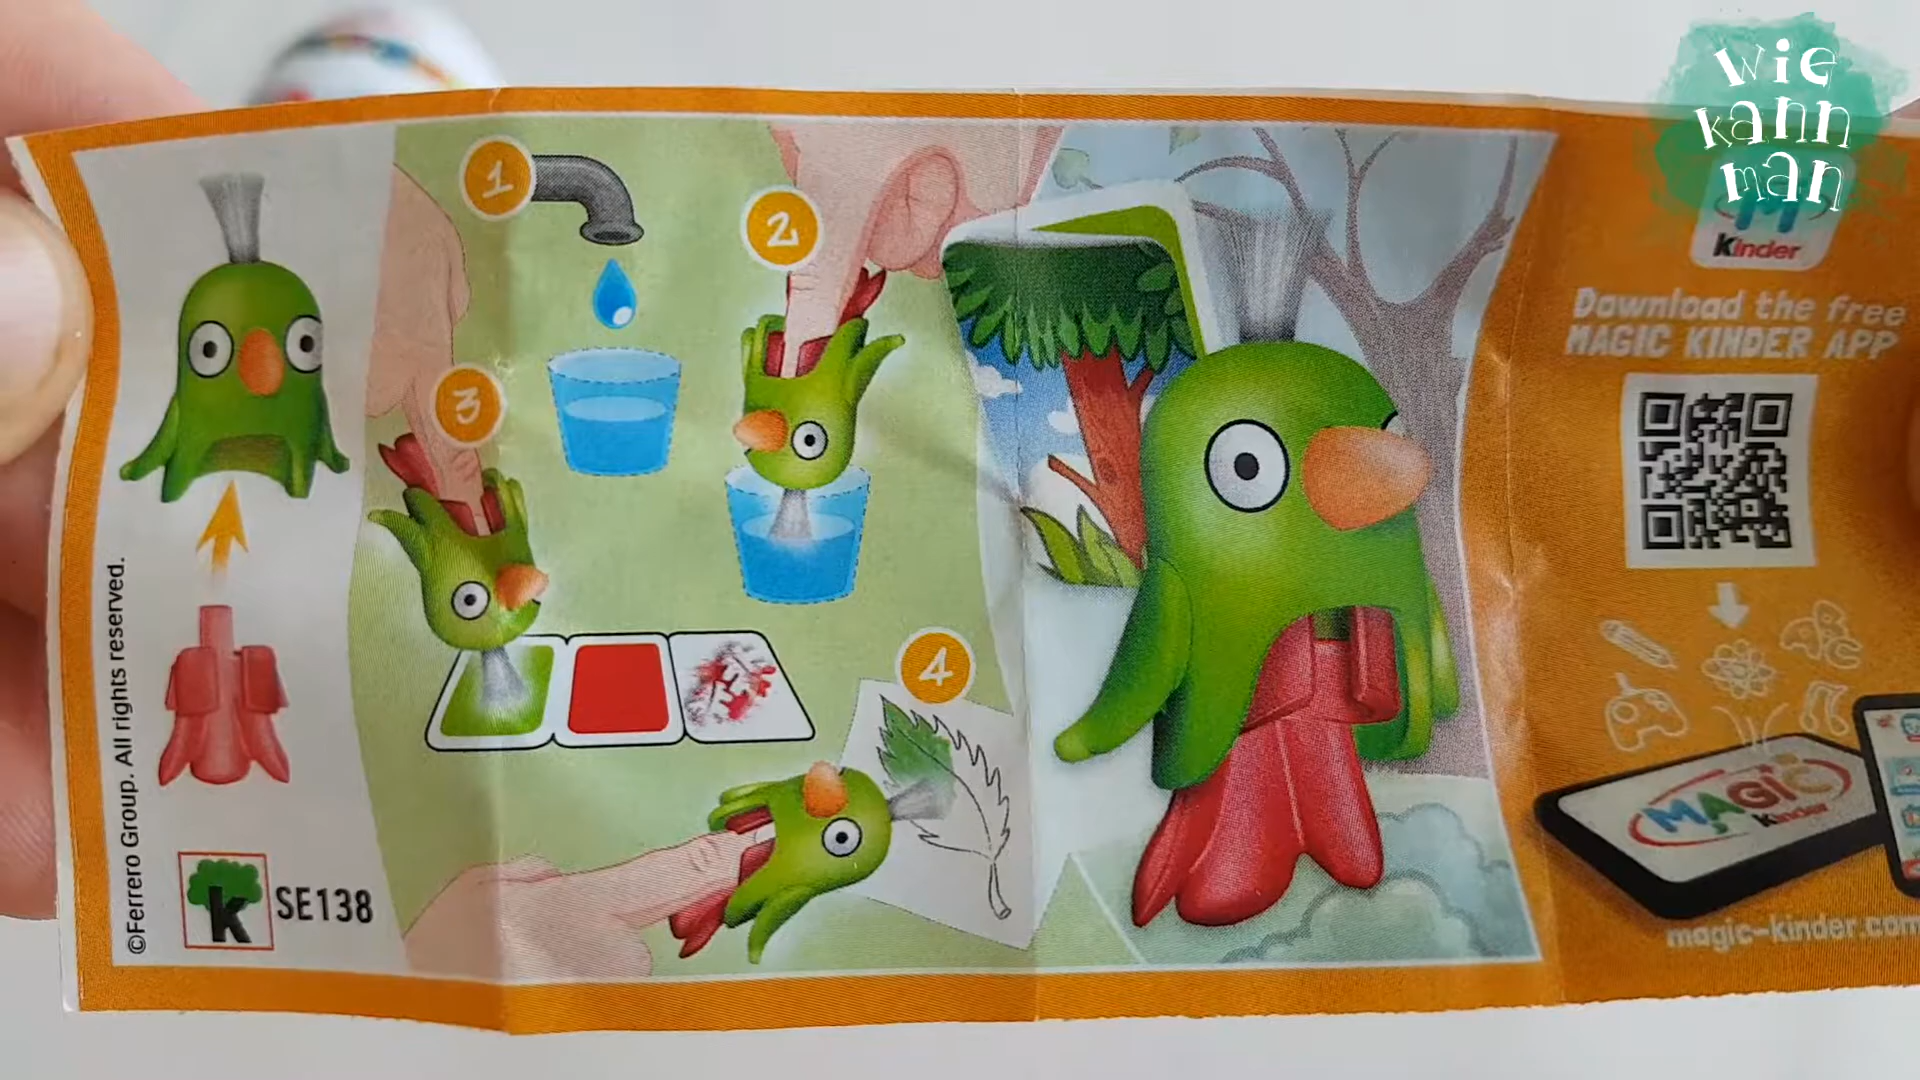 wie
kann
man
1
2
3
4
©Ferrero Group. All rights reserved.
k
SE138
Kinder
Download the free
MAGIC KINDER APP
MAGIC
Kinder
magic-kinder.com